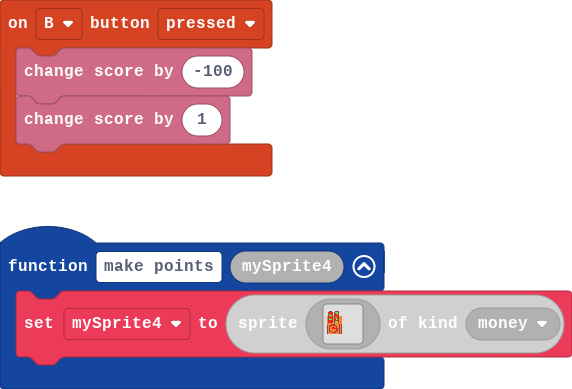 on B button pressed
change score by -100
change score by 1
function make points mySprite4
set mySprite4 to sprite of kind money